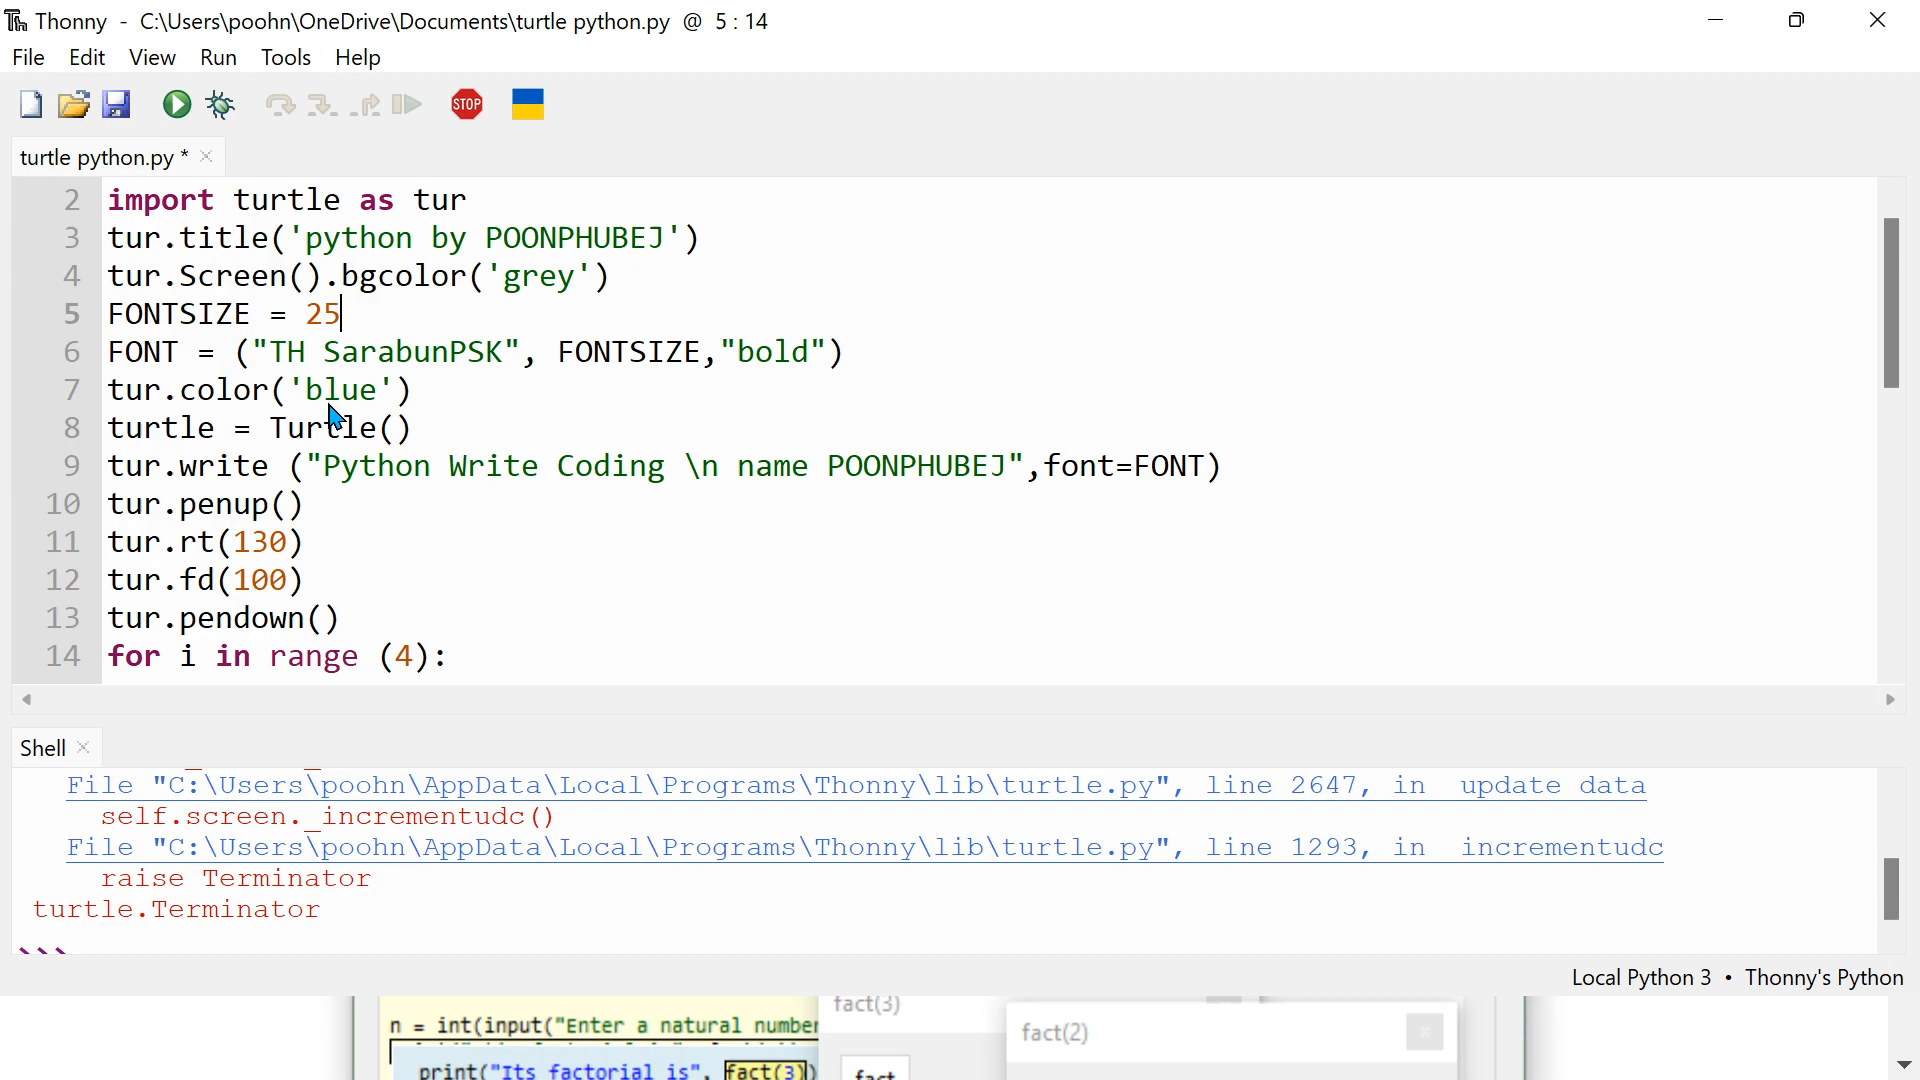 Thonny - C:\Users\poohn\OneDrive\Documents\turtle python.py @ 5 : 14
File Edit View Run Tools Help
STOP
turtle python.py *
2 import turtle as tur
3 tur.title('python by POONPHUBEJ')
4 tur.Screen().bgcolor('grey')
5 FONTSIZE = 25
6 FONT = ("TH SarabunPSK", FONTSIZE,"bold")
7 tur.color('blue')
8 turtle = Turtle()
9 tur.write ("Python Write Coding \n name POONPHUBEJ",font=FONT)
10 tur.penup()
11 tur.rt(130)
12 tur.fd(100)
13 tur.pendown()
14 for i in range (4):
Shell
File "C:\Users\poohn\AppData\Local\Programs\Thonny\lib\turtle.py", line 2647, in _update_data
self.screen._incrementudc()
File "C:\Users\poohn\AppData\Local\Programs\Thonny\lib\turtle.py", line 1293, in _incrementudc
raise Terminator
turtle.Terminator
>>>
Local Python 3 • Thonny's Python
fact(3)
n = int(input("Enter a natural number
fact(2)
print("Its factorial is", fact(3))
fact